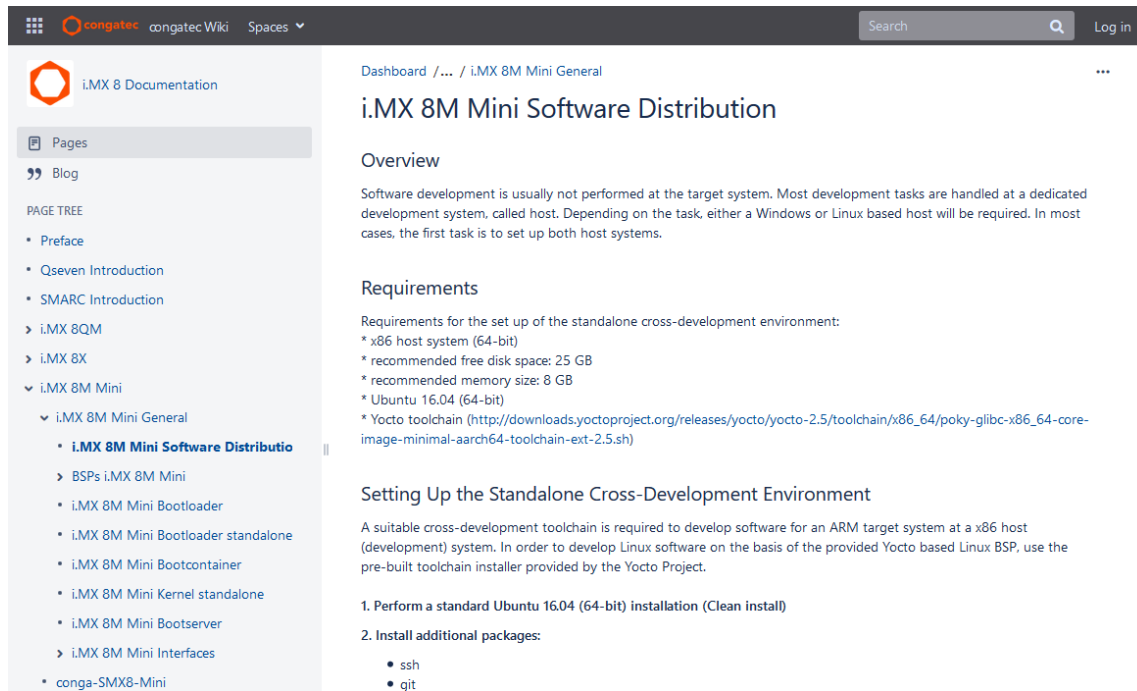 congatec congatec Wiki Spaces Search Log in
i.MX 8 Documentation
Pages
Blog
PAGE TREE
• Preface
• Qseven Introduction
• SMARC Introduction
i.MX 8QM
i.MX 8X
i.MX 8M Mini
i.MX 8M Mini General
• i.MX 8M Mini Software Distributio
BSPs i.MX 8M Mini
• i.MX 8M Mini Bootloader
• i.MX 8M Mini Bootloader standalone
• i.MX 8M Mini Bootcontainer
• i.MX 8M Mini Kernel standalone
• i.MX 8M Mini Bootserver
i.MX 8M Mini Interfaces
• conga-SMX8-Mini
Dashboard /... / i.MX 8M Mini General
i.MX 8M Mini Software Distribution
Overview
Software development is usually not performed at the target system. Most development tasks are handled at a dedicated
development system, called host. Depending on the task, either a Windows or Linux based host will be required. In most
cases, the first task is to set up both host systems.
Requirements
Requirements for the set up of the standalone cross-development environment:
* x86 host system (64-bit)
* recommended free disk space: 25 GB
* recommended memory size: 8 GB
* Ubuntu 16.04 (64-bit)
* Yocto toolchain (http://downloads.yoctoproject.org/releases/yocto/yocto-2.5/toolchain/x86_64/poky-glibc-x86_64-core-
image-minimal-aarch64-toolchain-ext-2.5.sh)
Setting Up the Standalone Cross-Development Environment
A suitable cross-development toolchain is required to develop software for an ARM target system at a x86 host
(development) system. In order to develop Linux software on the basis of the provided Yocto based Linux BSP, use the
pre-built toolchain installer provided by the Yocto Project.
1. Perform a standard Ubuntu 16.04 (64-bit) installation (Clean install)
2. Install additional packages:
• ssh
• git